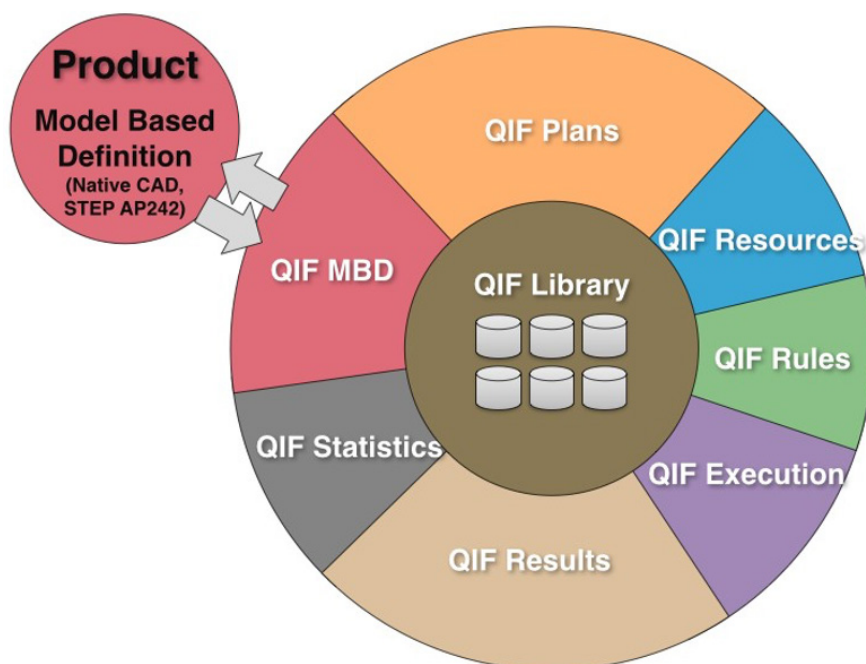 Product
Model Based
Definition
(Native CAD,
STEP AP242)
QIF Plans
QIF Resources
QIF MBD
QIF Library
QIF Rules
QIF Statistics
QIF Execution
QIF Results